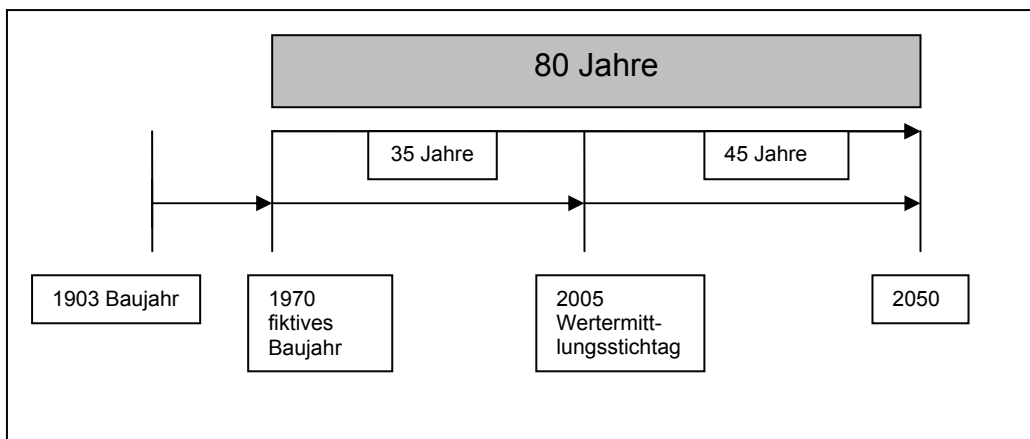 80 Jahre
35 Jahre
45 Jahre
1903 Baujahr
1970
fiktives
Baujahr
2005
Wertermitt-
lungsstichtag
2050